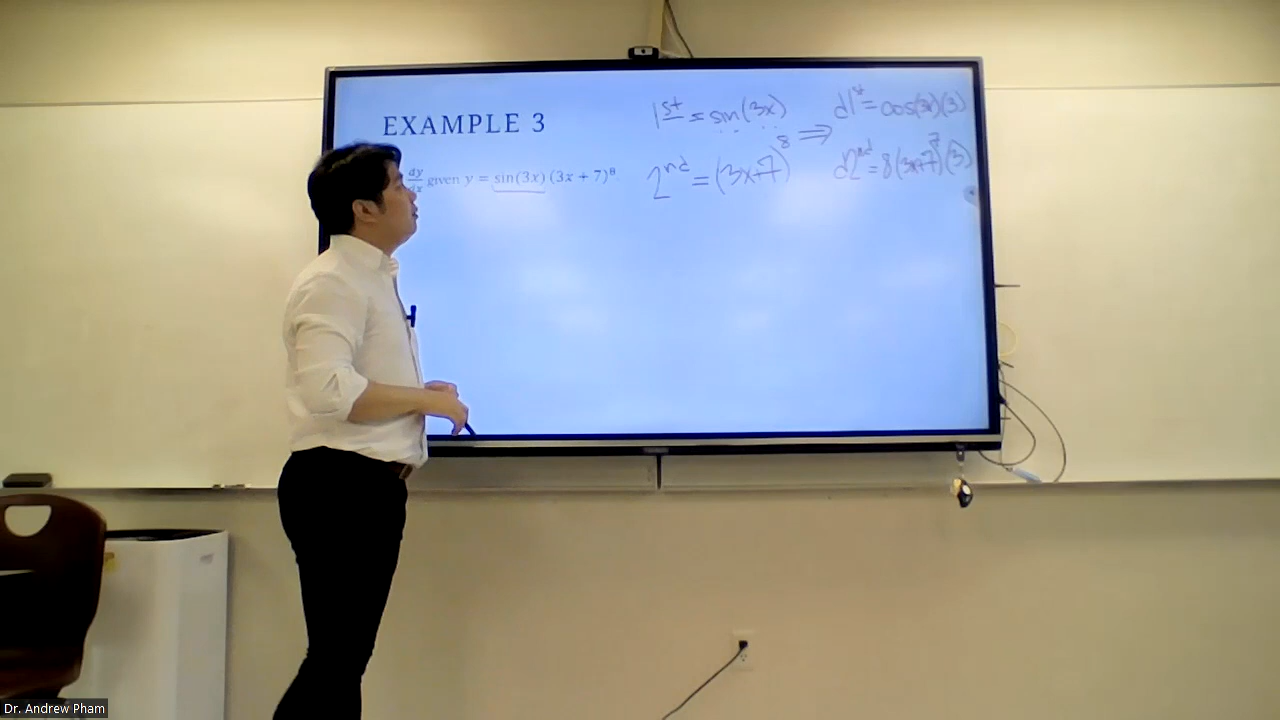 EXAMPLE 3
dy/dx given y = sin(3x) (3x + 7)⁸
1st = sin(3x)
2nd = (3x+7)⁸
⇒
d1st = cos(3x)(3)
d2nd = 8(3x+7)⁷(3)
Dr. Andrew Pham